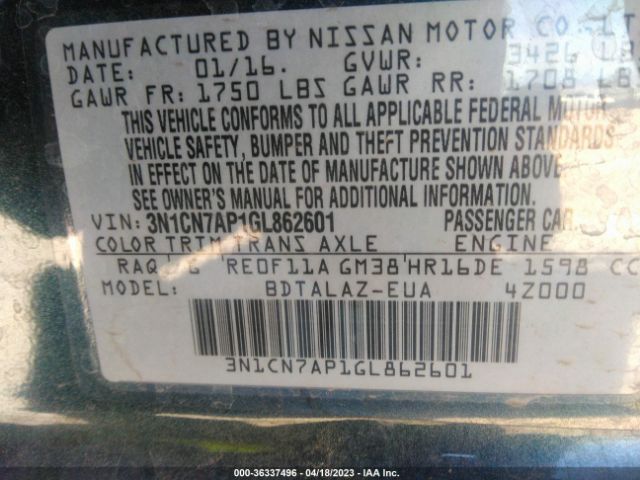 MANUFACTURED BY NISSAN MOTOR CO. LT
DATE: 01/16. GVWR: 3426 LB
GAWR FR: 1750 LBS GAWR RR: 1708 LBS
THIS VEHICLE CONFORMS TO ALL APPLICABLE FEDERAL MOTOR
VEHICLE SAFETY, BUMPER AND THEFT PREVENTION STANDARDS
IN EFFECT ON THE DATE OF MANUFACTURE SHOWN ABOVE
SEE OWNER'S MANUAL FOR ADDITIONAL INFORMATION
VIN: 3N1CN7AP1GL862601 PASSENGER CAR
COLOR TRIM TRANS AXLE ENGINE
RAQ G RE0F11A GM38 HR16DE 1598 CC
MODEL BDTALAZ-EUA 4Z000
3N1CN7AP1GL862601
000-36337496 - 04/18/2023 - IAA Inc.